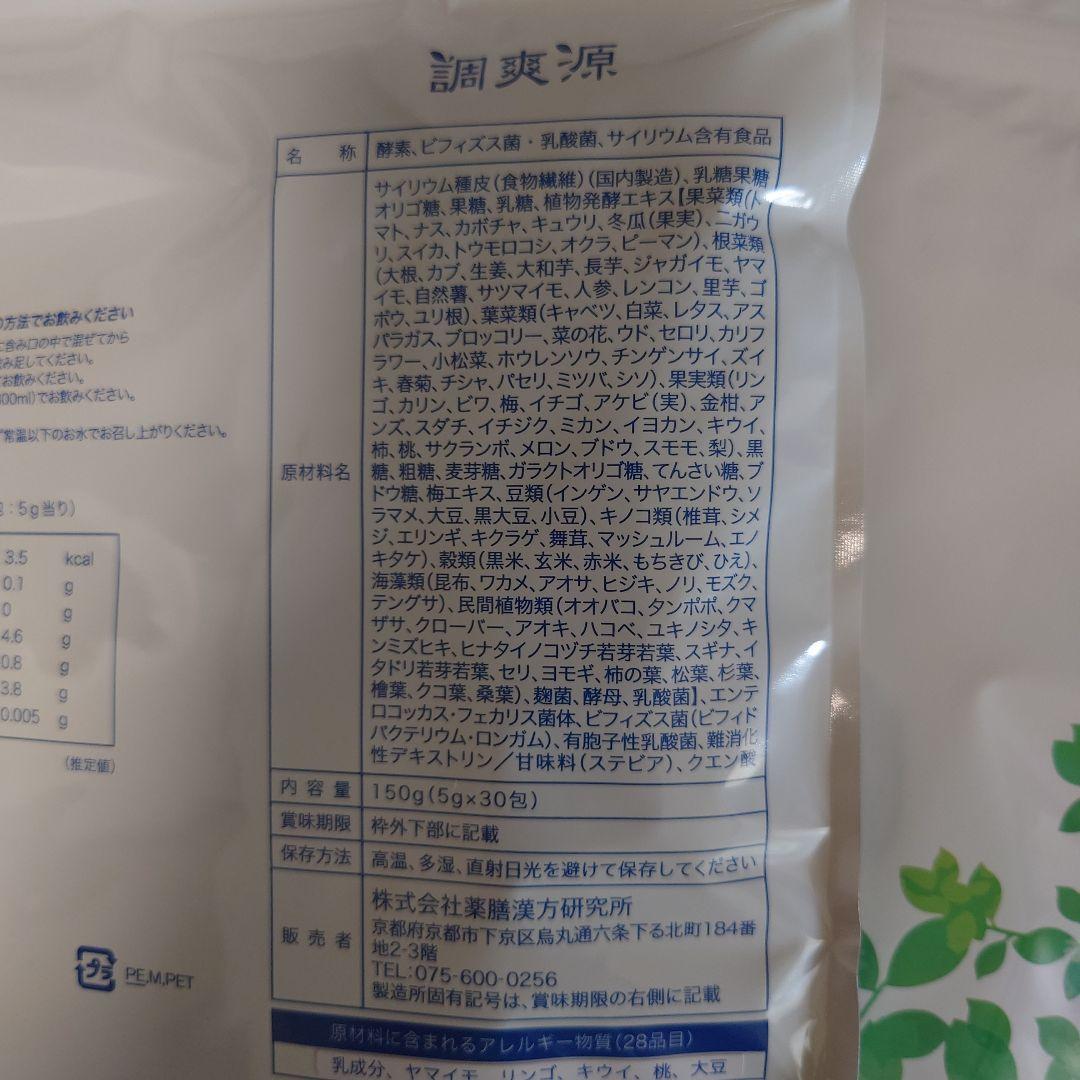 調爽源
名称 酵素、ビフィズス菌・乳酸菌、サイリウム含有食品
原材料名
サイリウム種皮(食物繊維)(国内製造)、乳糖果糖
オリゴ糖、果糖、乳糖、植物発酵エキス【果菜類(ト
マト、ナス、カボチャ、キュウリ、冬瓜(果実)、ニガウ
リ、スイカ、トウモロコシ、オクラ、ピーマン)、根菜類
(大根、カブ、生姜、大和芋、長芋、ジャガイモ、ヤマ
イモ、自然薯、サツマイモ、人参、レンコン、里芋、ゴ
ボウ、ユリ根)、葉菜類(キャベツ、白菜、レタス、アス
パラガス、ブロッコリー、菜の花、ウド、セロリ、カリフ
ラワー、小松菜、ホウレンソウ、チンゲンサイ、ズイ
キ、春菊、チシャ、パセリ、ミツバ、シソ)、果実類(リン
ゴ、カリン、ビワ、梅、イチゴ、アケビ(実)、金柑、ア
ンズ、スダチ、イチジク、ミカン、イヨカン、キウイ、
柿、桃、サクランボ、メロン、ブドウ、スモモ、梨)、黒
糖、粗糖、麦芽糖、ガラクトオリゴ糖、てんさい糖、ブ
ドウ糖、梅エキス、豆類(インゲン、サヤエンドウ、ソ
ラマメ、大豆、黒大豆、小豆)、キノコ類(椎茸、シメ
ジ、エリンギ、キクラゲ、舞茸、マッシュルーム、エノ
キタケ)、穀類(黒米、玄米、赤米、もちきび、ひえ)、
海藻類(昆布、ワカメ、アオサ、ヒジキ、ノリ、モズク、
テングサ)、民間植物類(オオバコ、タンポポ、クマ
ザサ、クローバー、アオキ、ハコベ、ユキノシタ、キ
ンミズヒキ、ヒナタイノコヅチ若芽若葉、スギナ、イ
タドリ若芽若葉、セリ、ヨモギ、柿の葉、松葉、杉葉、
檜葉、クコ葉、桑葉)、麹菌、酵母、乳酸菌】、エンテ
ロコッカス・フェカリス菌体、ビフィズス菌(ビフィド
バクテリウム・ロンガム)、有胞子性乳酸菌、難消化
性デキストリン／甘味料(ステビア)、クエン酸
内容量 150g(5g×30包)
賞味期限 枠外下部に記載
保存方法 高温、多湿、直射日光を避けて保存してください
販売者
株式会社薬膳漢方研究所
京都府京都市下京区烏丸通六条下る北町184番
地2-3階
TEL:075-600-0256
製造所固有記号は、賞味期限の右側に記載
原材料に含まれるアレルギー物質(28品目)
乳成分、ヤマイモ、リンゴ、キウイ、桃、大豆
の方法でお飲みください
に含み口の中で混ぜてから
み足してください。
お飲みください。
00ml)でお飲みください。
常温以下のお水でお召し上がりください。
:5g当り)
3.5 kcal
0.1 g
0 g
4.6 g
0.8 g
3.8 g
0.005 g
(推定値)
プラ PE,M,PET